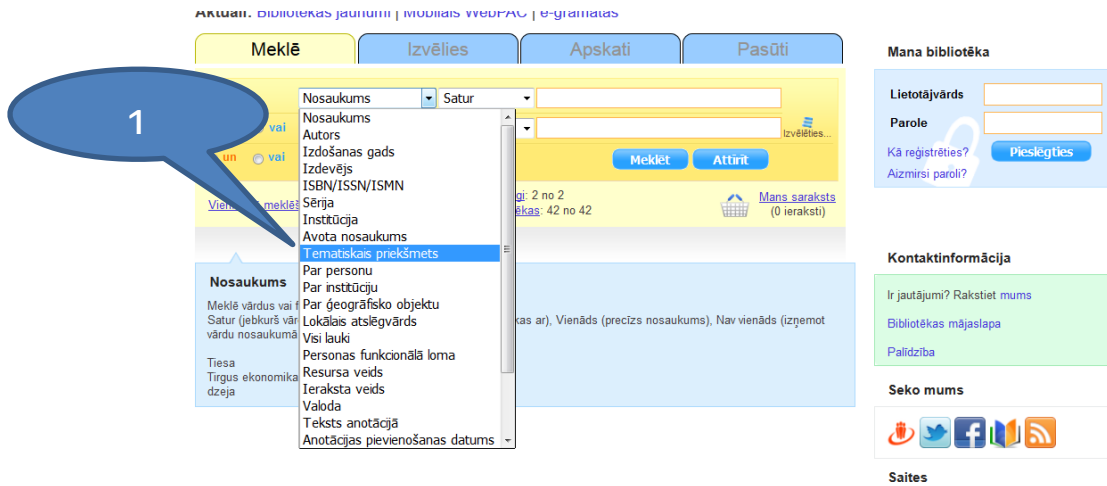 Aktuāli: Bibliotēkas jaunumi | Mobilais WebPAC | e-grāmatas
Meklē
Izvēlies
Apskati
Pasūti
1
Nosaukums
Satur
vai
Izvēlēties...
un
vai
Meklēt
Attīrīt
Nosaukums
Autors
Izdošanas gads
Izdevējs
ISBN/ISSN/ISMN
Sērija
Institūcija
Avota nosaukums
Tematiskais priekšmets
Par personu
Par institūciju
Par ģeogrāfisko objektu
Lokālais atslēgvārds
Visi lauki
Personas funkcionālā loma
Resursa veids
Ieraksta veids
Valoda
Teksts anotācijā
Anotācijas pievienošanas datums
: 2 no 2
: 42 no 42
Mans saraksts
(0 ieraksti)
Nosaukums
Meklē vārdus vai
Satur (jebkurš
kas ar), Vienāds (precīzs nosaukums), Nav vienāds (izņemot
vārdu
Tiesa
Tirgus ekonomika
dzeja
Mana bibliotēka
Lietotājvārds
Parole
Kā reģistrēties?
Pieslēgties
Aizmirsi paroli?
Kontaktinformācija
Ir jautājumi? Rakstiet mums
Bibliotēkas mājaslapa
Palīdzība
Seko mums
Saites